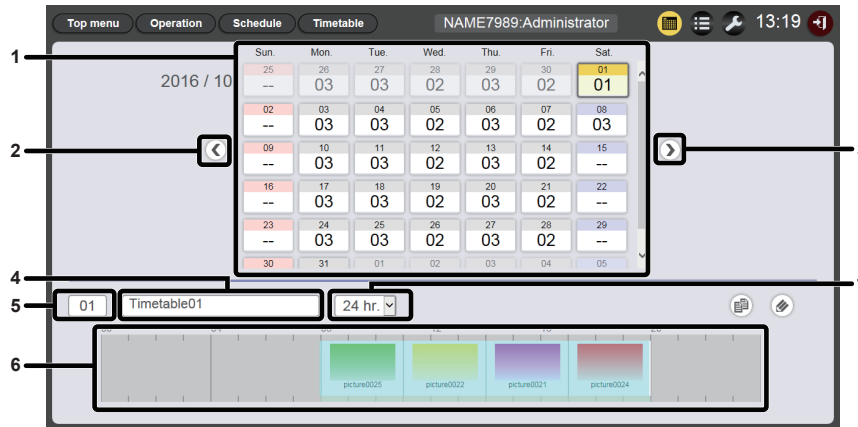 Top menu Operation Schedule Timetable NAME7989:Administrator 13:19
1
Sun. Mon. Tue. Wed. Thu. Fri. Sat.
2016 / 10
25 26 27 28 29 30 01
-- 03 03 02 03 02 01
02 03 04 05 06 07 08
-- 03 03 02 03 02 03
2
09 10 11 12 13 14 15
-- 03 03 02 03 02 --
16 17 18 19 20 21 22
-- 03 03 02 03 02 --
23 24 25 26 27 28 29
-- 03 03 02 03 02 --
30 31 01 02 03 04 05
4
5 01 Timetable01 24 hr.
00 04 08 12 16 20
6
picture0025 picture0022 picture0021 picture0024